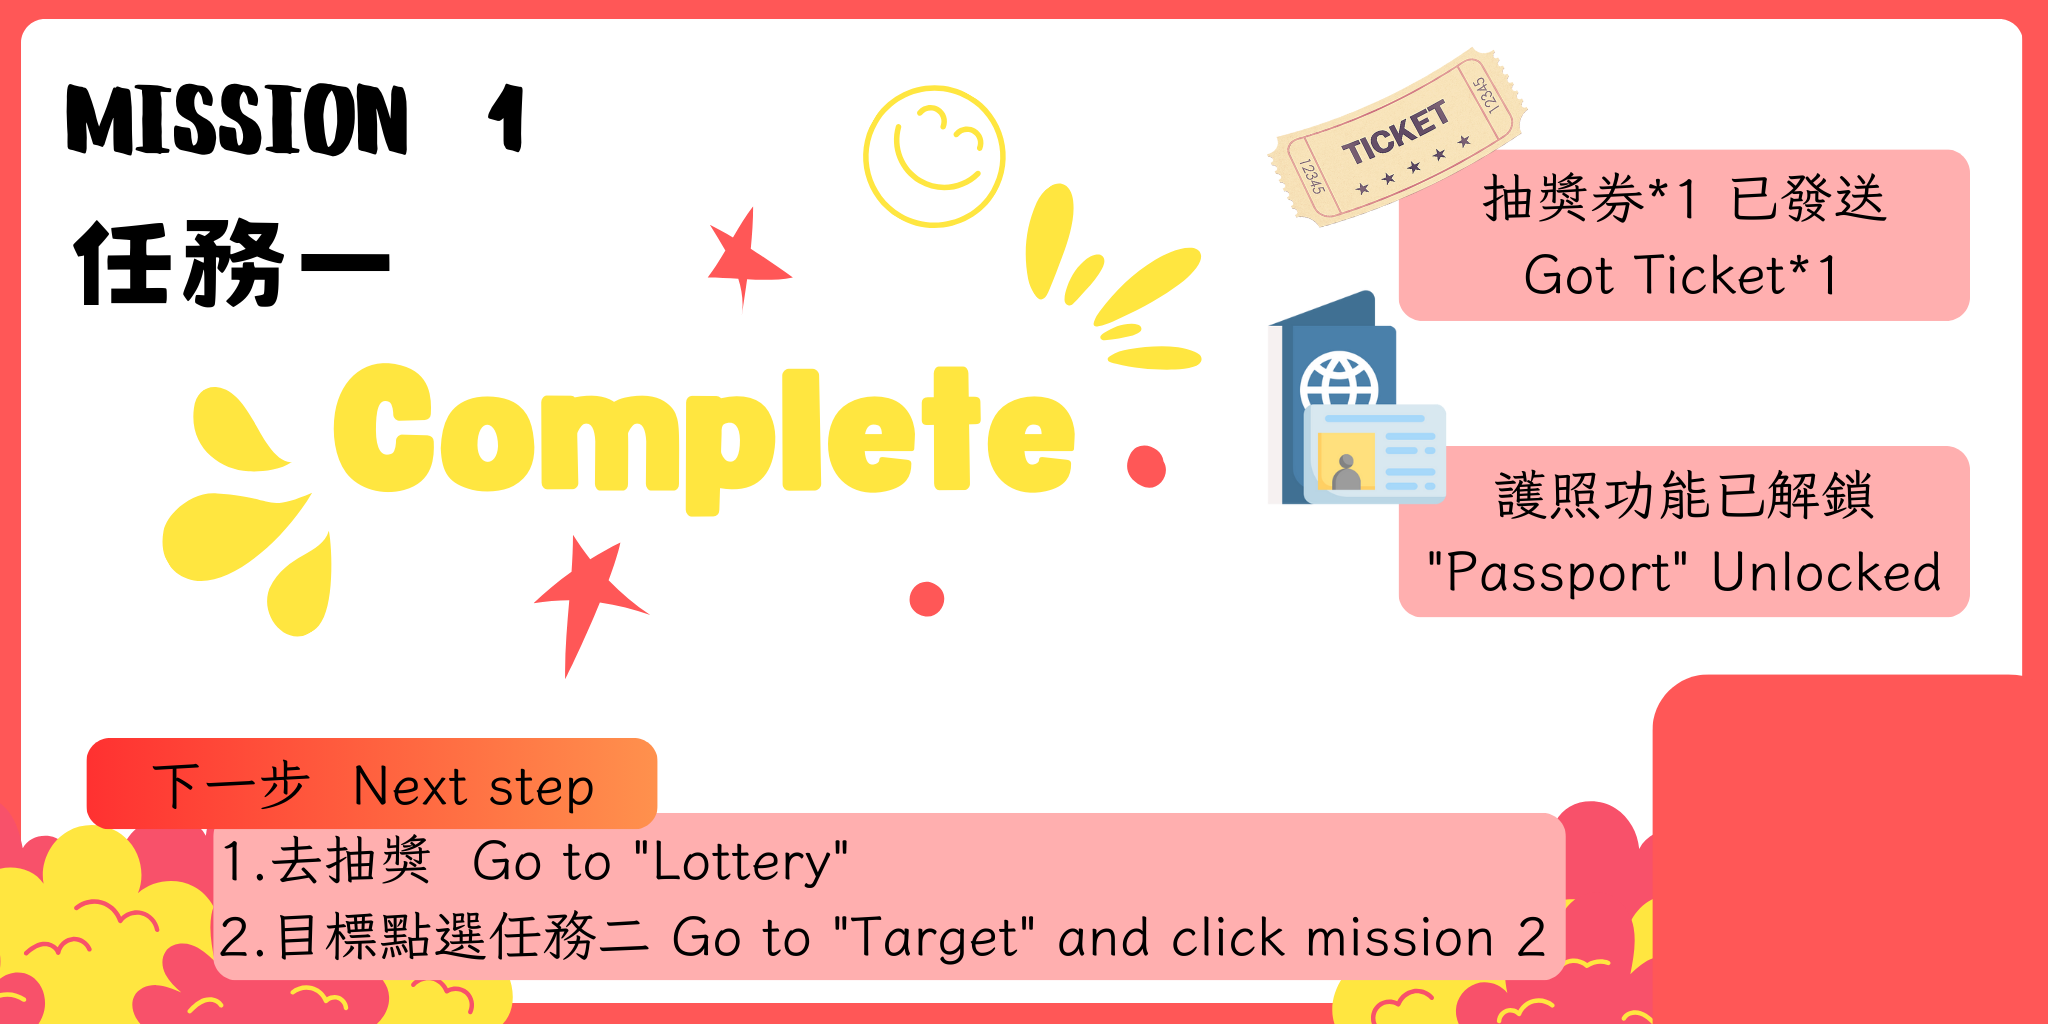 MISSION 1
任務一
Complete
TICKET
12345
12345
抽獎券*1 已發送
Got Ticket*1
護照功能已解鎖
"Passport" Unlocked
下一步 Next step
1.去抽獎 Go to "Lottery"
2.目標點選任務二 Go to "Target" and click mission 2